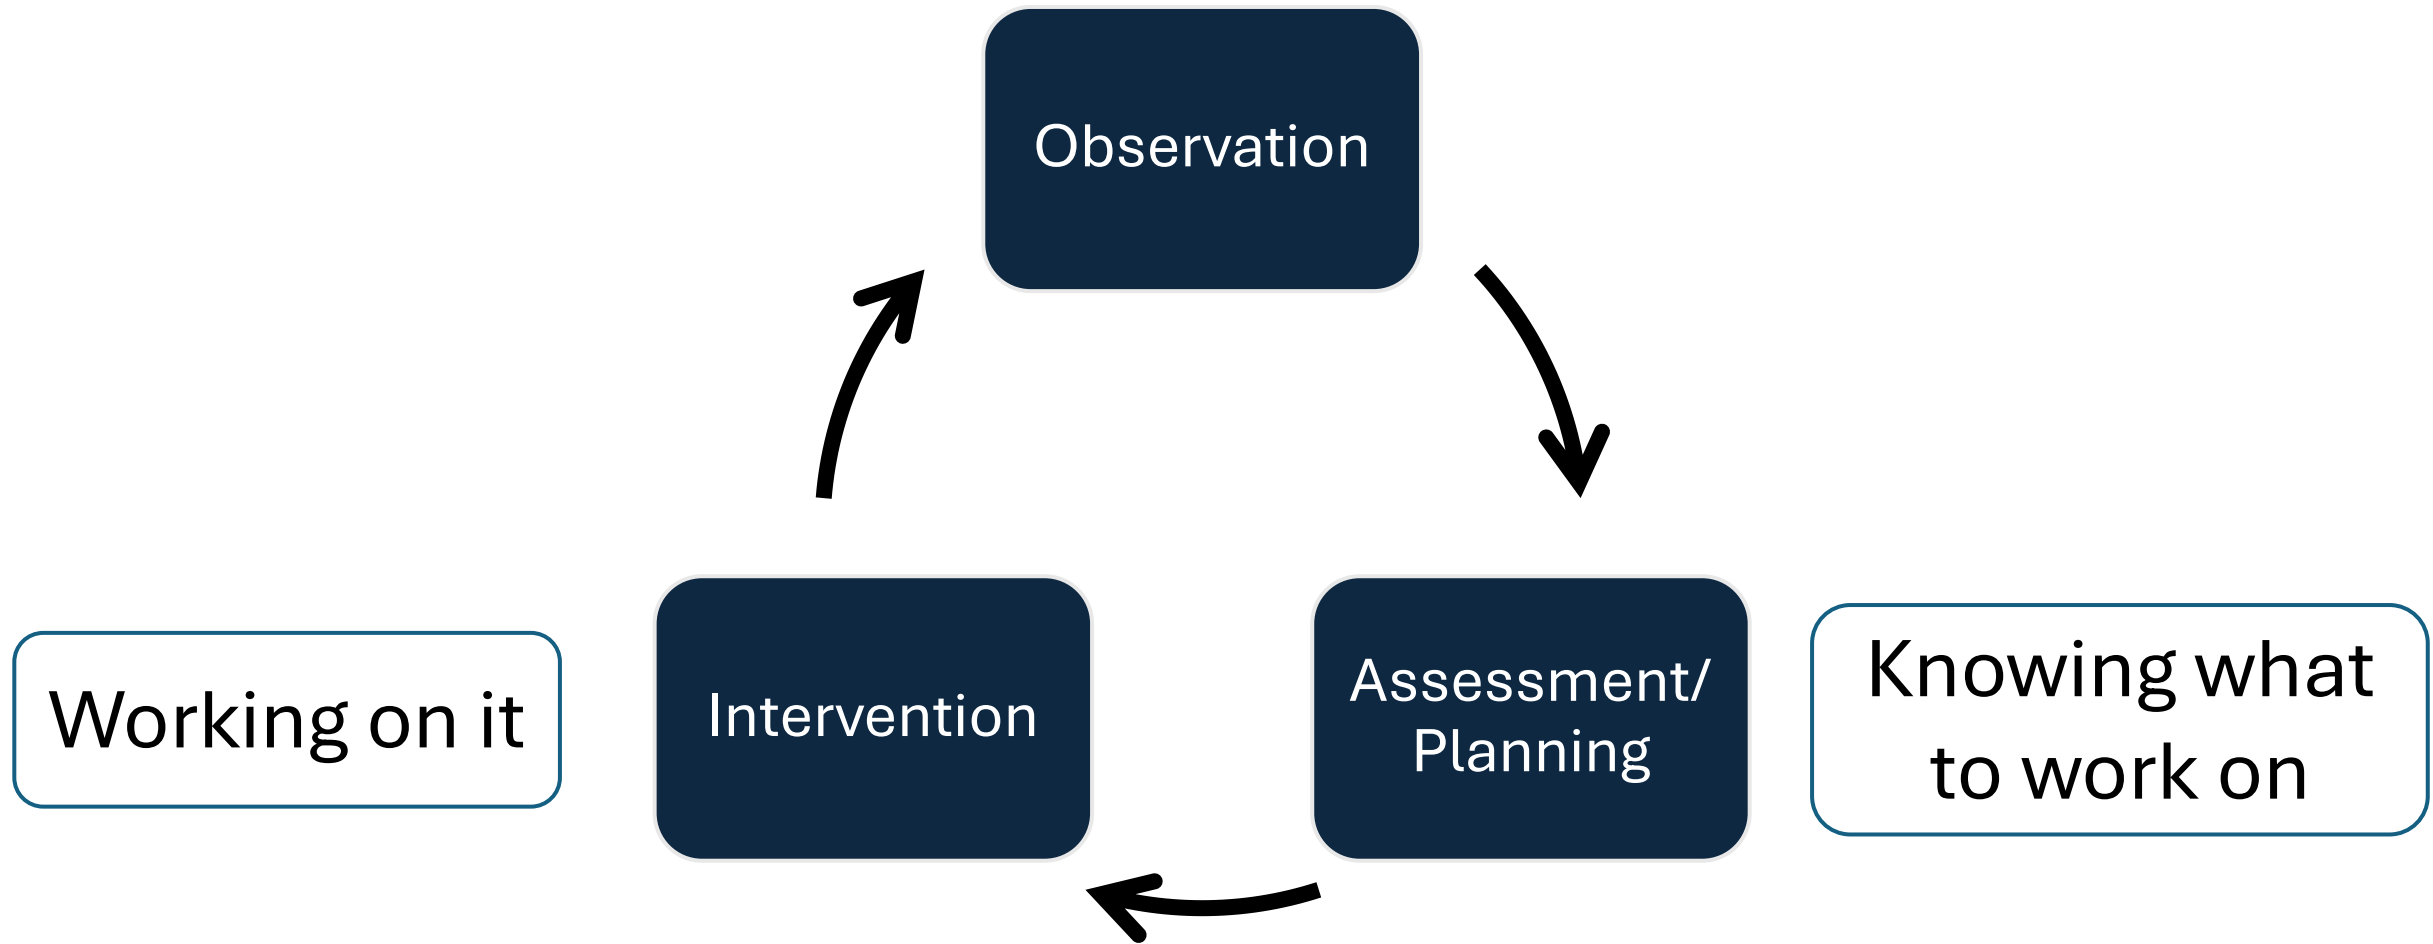 Observation
Working on it
Intervention
Assessment/
Planning
Knowing what
to work on